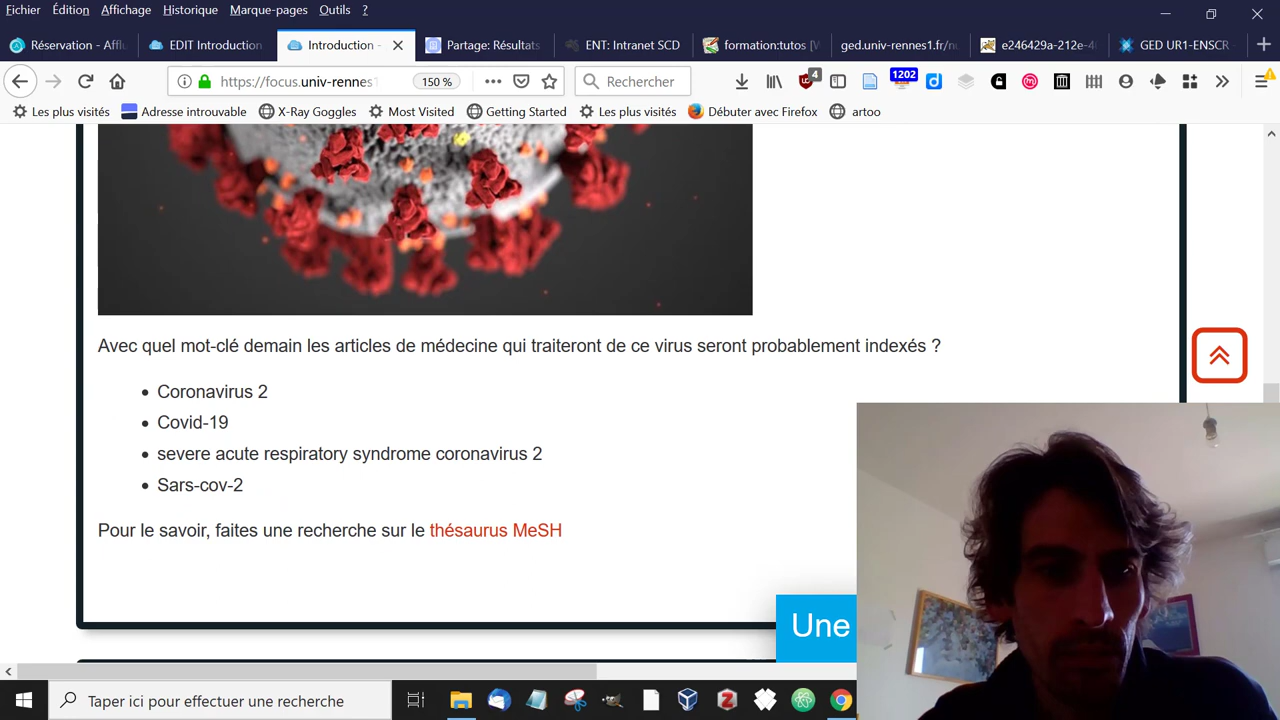 Fichier Édition Affichage Historique Marque-pages Outils ?
Réservation - Afflu EDIT Introduction Introduction - Partage: Résultats ENT: Intranet SCD formation:tutos [W ged.univ-rennes1.fr/nu e246429a-212e-46 GED UR1-ENSCR -
https://focus.univ-rennes1 150 % Rechercher 4 1202
Les plus visités Adresse introuvable X-Ray Goggles Most Visited Getting Started Les plus visités Débuter avec Firefox artoo
Avec quel mot-clé demain les articles de médecine qui traiteront de ce virus seront probablement indexés ?
Coronavirus 2
Covid-19
severe acute respiratory syndrome coronavirus 2
Sars-cov-2
Pour le savoir, faites une recherche sur le thésaurus MeSH
Une
Taper ici pour effectuer une recherche